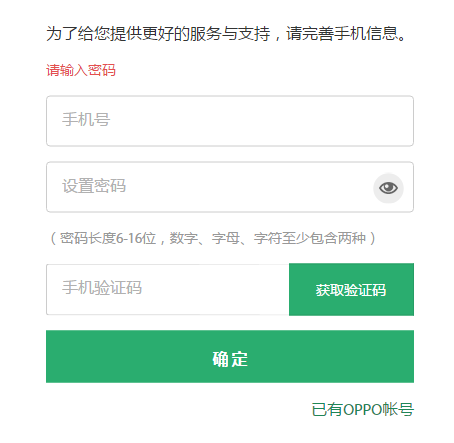 为了给您提供更好的服务与支持，请完善手机信息。
请输入密码
手机号
设置密码
（密码长度6-16位，数字、字母、字符至少包含两种）
手机验证码 获取验证码
确定
已有OPPO帐号